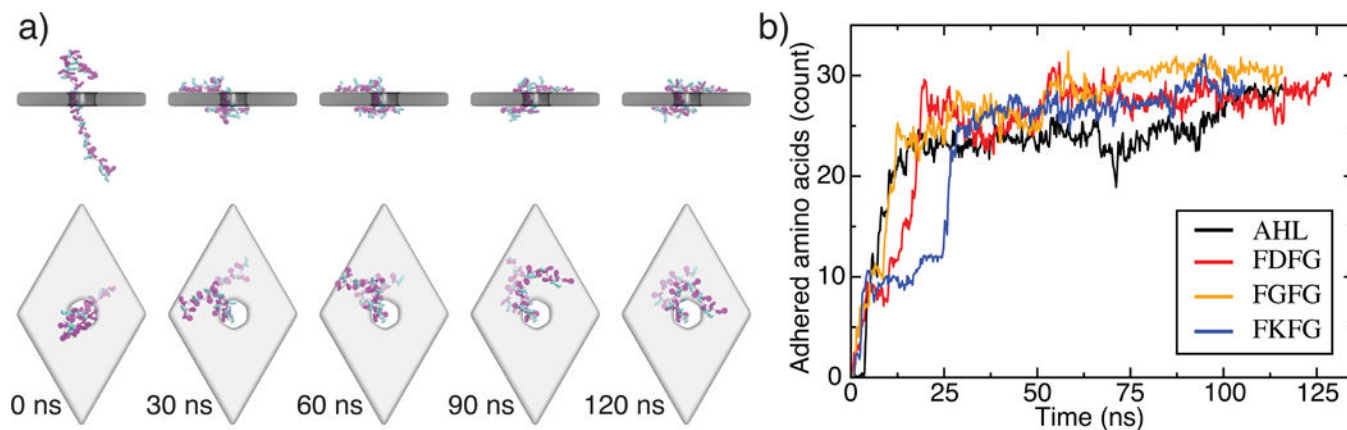 a)
0 ns
30 ns
60 ns
90 ns
120 ns
b)
Adhered amino acids (count)
30
20
10
0
AHL
FDFG
FGFG
FKFG
0
25
50
75
100
125
Time (ns)